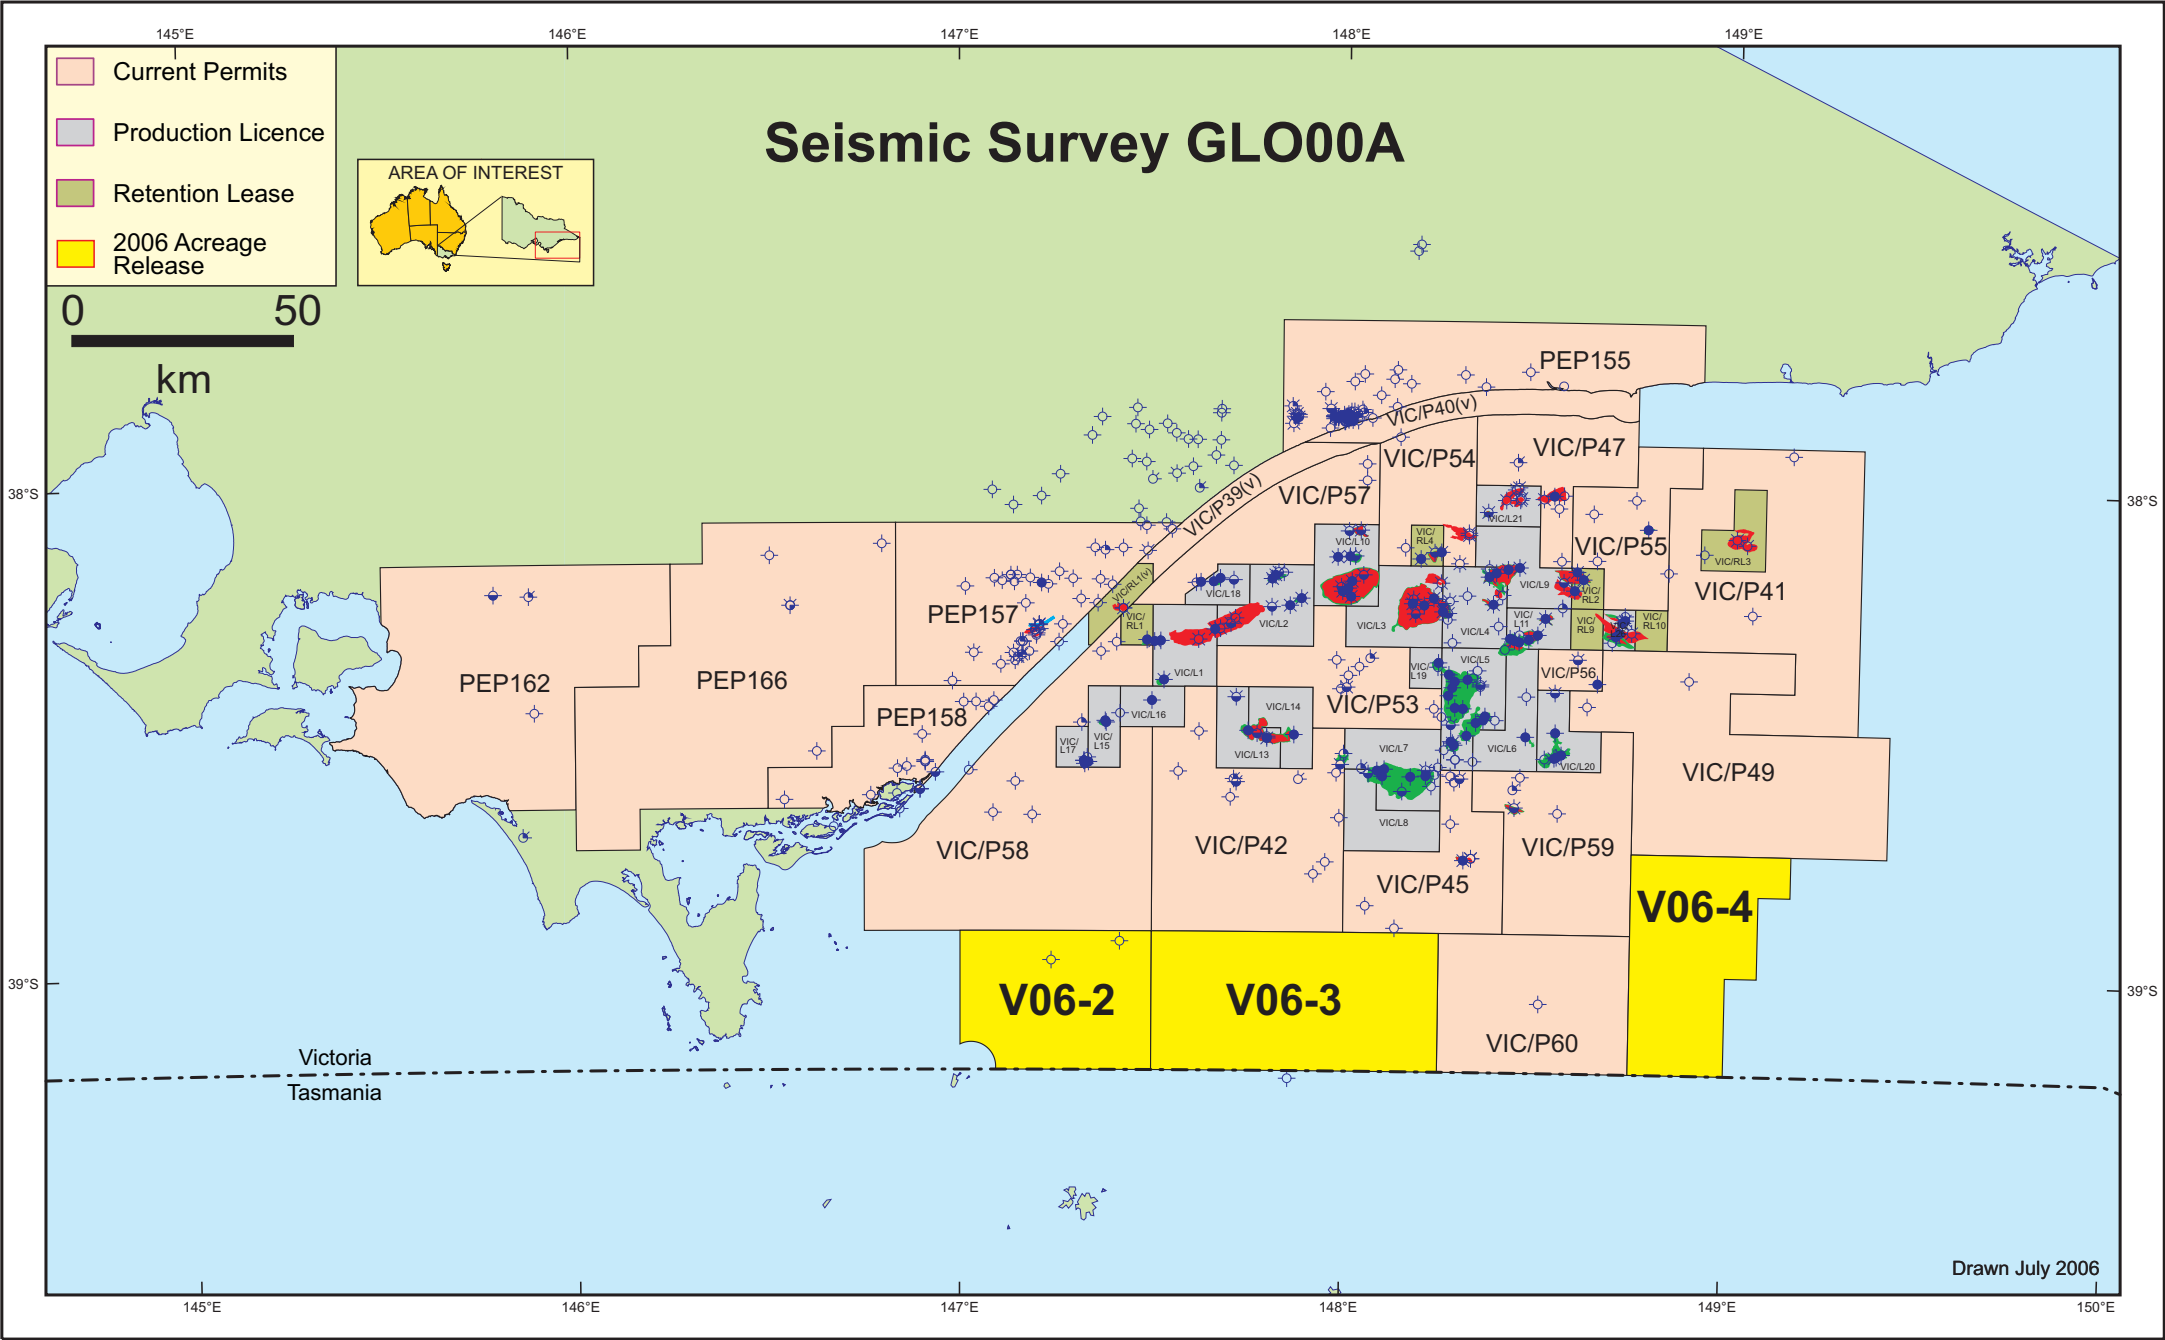 145°E
146°E
147°E
148°E
149°E
Current Permits
Production Licence
Retention Lease
2006 Acreage
Release
AREA OF INTEREST
Seismic Survey GLO00A
0
50
km
38°S
38°S
PEP155
VIC/P40(v)
VIC/P39(v)
VIC/P54
VIC/P47
VIC/P57
VIC/L21
VIC/L10
VIC/
RL4
VIC/P55
VIC/RL3
VIC/P41
VIC/RL1(v)
VIC/L18
VIC/L9
VIC/
RL2
PEP157
VIC/
RL1
VIC/L2
VIC/L3
VIC/L4
VIC/
L11
VIC/
RL9
VIC/
RL10
PEP162
PEP166
VIC/L1
VIC/
L19
VIC/L5
VIC/P56
PEP158
VIC/L16
VIC/L14
VIC/P53
VIC/
L17
VIC/
L15
VIC/L13
VIC/L7
VIC/L6
VIC/L20
VIC/P49
VIC/L8
VIC/P58
VIC/P42
VIC/P59
VIC/P45
V06-4
39°S
39°S
V06-2
V06-3
VIC/P60
Victoria
Tasmania
Drawn July 2006
145°E
146°E
147°E
148°E
149°E
150°E